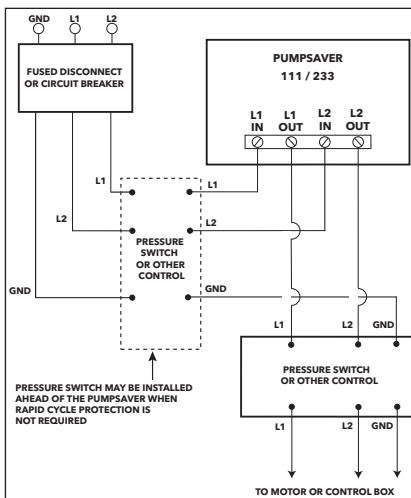 GND L1 L2
FUSED DISCONNECT
OR CIRCUIT BREAKER
PUMPSAVER
111 / 233
L1 L1 L2 L2
IN OUT IN OUT
L1
L1
L2
L2
PRESSURE
SWITCH
OR OTHER
CONTROL
GND
GND
L1 L2 GND
PRESSURE SWITCH
OR OTHER CONTROL
PRESSURE SWITCH MAY BE INSTALLED
AHEAD OF THE PUMPSAVER WHEN
RAPID CYCLE PROTECTION IS
NOT REQUIRED
L1 L2 GND
TO MOTOR OR CONTROL BOX